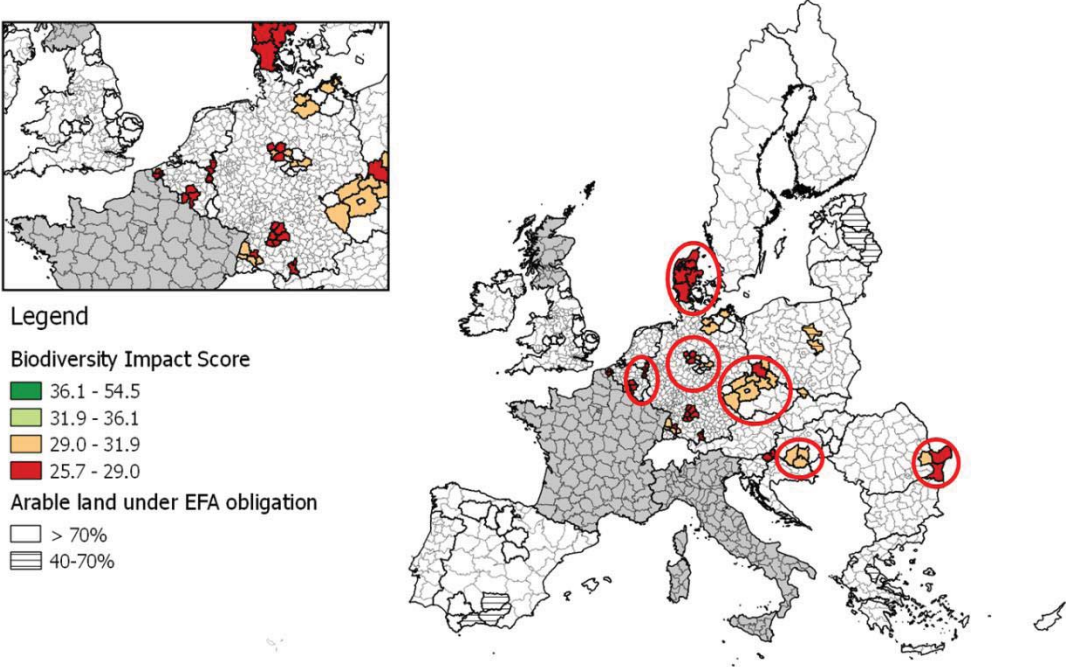 Legend
Biodiversity Impact Score
36.1 - 54.5
31.9 - 36.1
29.0 - 31.9
25.7 - 29.0
Arable land under EFA obligation
> 70%
40-70%